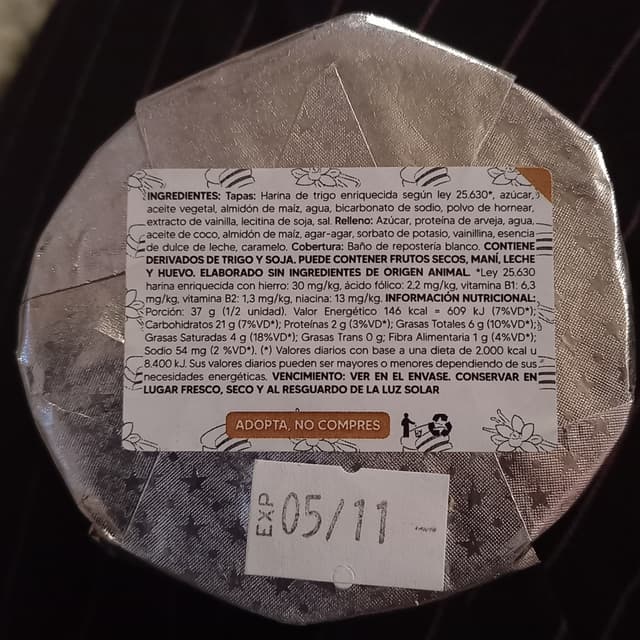 INGREDIENTES: Tapas: Harina de trigo enriquecida según ley 25.630*, azúcar,
aceite vegetal, almidón de maíz, agua, bicarbonato de sodio, polvo de hornear,
extracto de vainilla, lecitina de soja, sal. Relleno: Azúcar, proteína de arveja, agua,
aceite de coco, almidón de maíz, agar-agar, sorbato de potasio, vainillina, esencia
de dulce de leche, caramelo. Cobertura: Baño de repostería blanco. CONTIENE
DERIVADOS DE TRIGO Y SOJA. PUEDE CONTENER FRUTOS SECOS, MANÍ, LECHE
Y HUEVO. ELABORADO SIN INGREDIENTES DE ORIGEN ANIMAL. *Ley 25.630
harina enriquecida con hierro: 30 mg/kg, ácido fólico: 2,2 mg/kg, vitamina B1: 6,3
mg/kg, vitamina B2: 1,3 mg/kg, niacina: 13 mg/kg. INFORMACIÓN NUTRICIONAL:
Porción: 37 g (1/2 unidad). Valor Energético 146 kcal = 609 kJ (7%VD*);
Carbohidratos 21 g (7%VD*); Proteínas 2 g (3%VD*); Grasas Totales 6 g (10%VD*);
Grasas Saturadas 4 g (18%VD*); Grasas Trans 0 g; Fibra Alimentaria 1 g (4%VD*);
Sodio 54 mg (2 %VD*). (*) Valores diarios con base a una dieta de 2.000 kcal u
8.400 kJ. Sus valores diarios pueden ser mayores o menores dependiendo de sus
necesidades energéticas. VENCIMIENTO: VER EN EL ENVASE. CONSERVAR EN
LUGAR FRESCO, SECO Y AL RESGUARDO DE LA LUZ SOLAR
ADOPTA, NO COMPRES
EXP 05/11